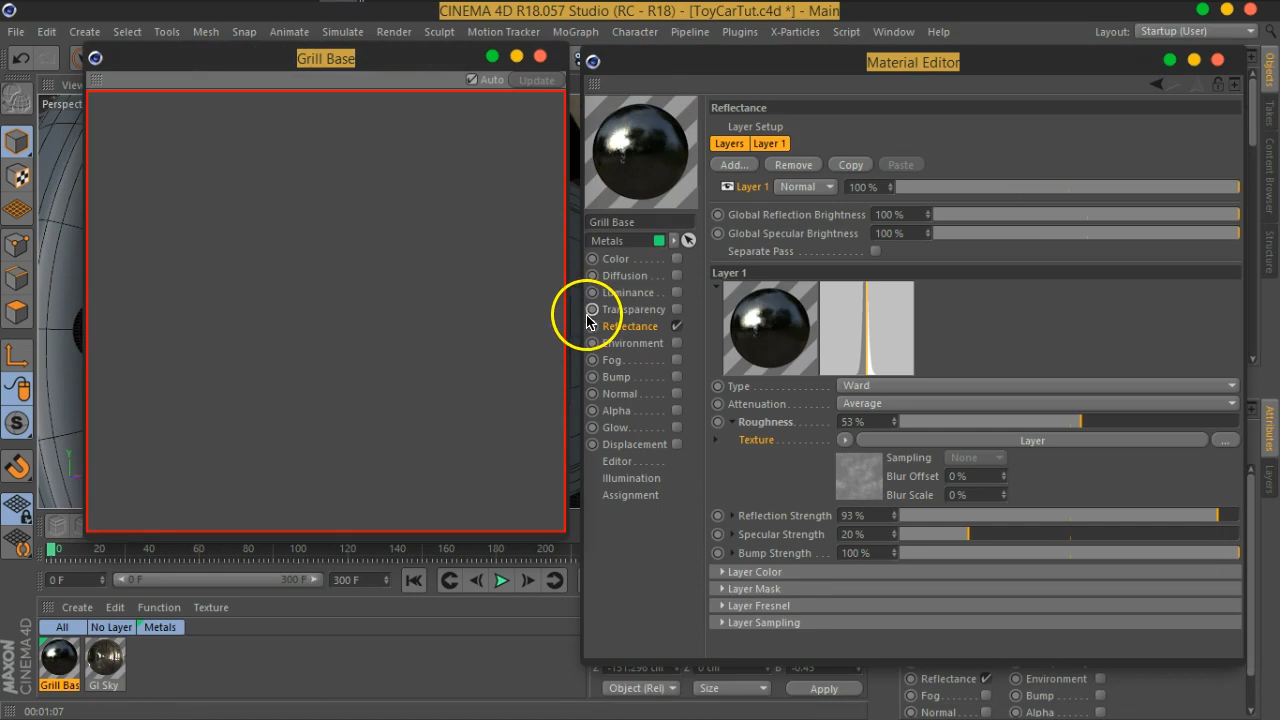 CINEMA 4D R18.057 Studio (RC - R18) - [ToyCarTut.c4d *] - Main
File Edit Create Select Tools Mesh Snap Animate Simulate Render Sculpt Motion Tracker MoGraph Character Pipeline Plugins X-Particles Script Window Help Layout: Startup (User)
Grill Base
Material Editor
Auto Update
Perspect
Objects
Takes
Content Browser
Structure
Attributes
Layers
Reflectance
Layer Setup
Layers Layer 1
Add... Remove Copy Paste
Layer 1 Normal 100 %
Global Reflection Brightness 100 %
Global Specular Brightness 100 %
Separate Pass
Grill Base
Metals
Color
Diffusion
Luminance
Transparency
Reflectance
Environment
Fog
Bump
Normal
Alpha
Glow
Displacement
Editor
Illumination
Assignment
Layer 1
Type Ward
Attenuation Average
Roughness 53 %
Texture Layer ...
Sampling None
Blur Offset 0 %
Blur Scale 0 %
Reflection Strength 93 %
Specular Strength 20 %
Bump Strength 100 %
Layer Color
Layer Mask
Layer Fresnel
Layer Sampling
Y
0 20 40 60 80 100 120 140 160 180 200
0 F 0 F 300 F 300 F
Create Edit Function Texture
All No Layer Metals
Grill Bas GI Sky
MAXON
CINEMA 4D
Object (Rel) Size Apply
Reflectance Environment
Fog Bump
Normal Alpha
00:01:07